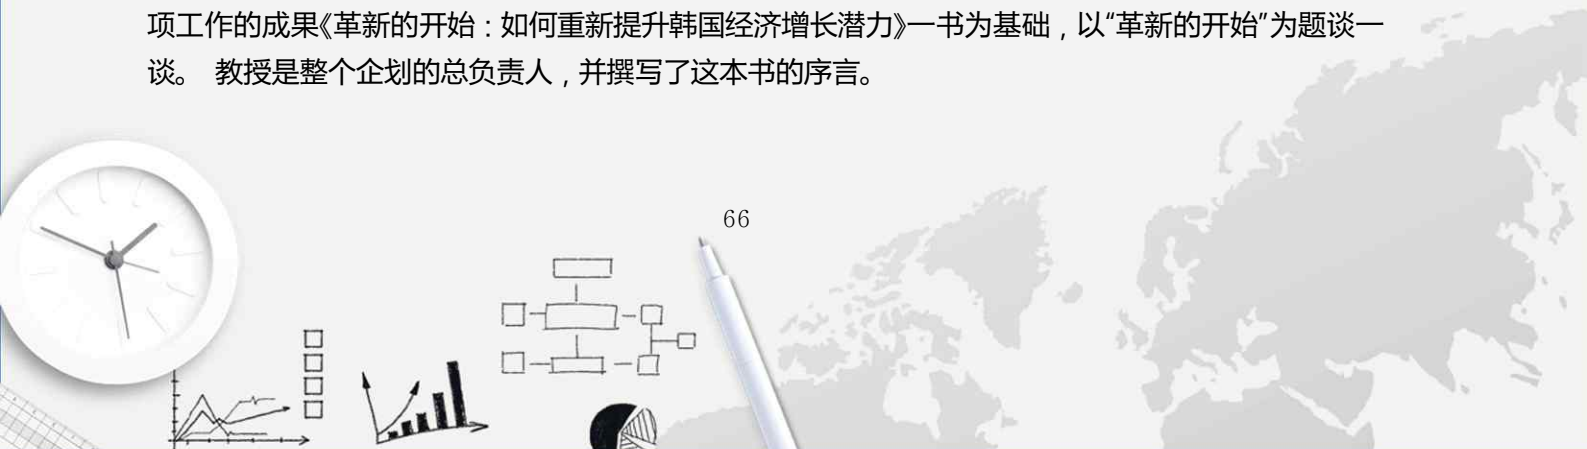 项工作的成果《革新的开始：如何重新提升韩国经济增长潜力》一书为基础，以“革新的开始”为题谈一
谈。 教授是整个企划的总负责人，并撰写了这本书的序言。
66